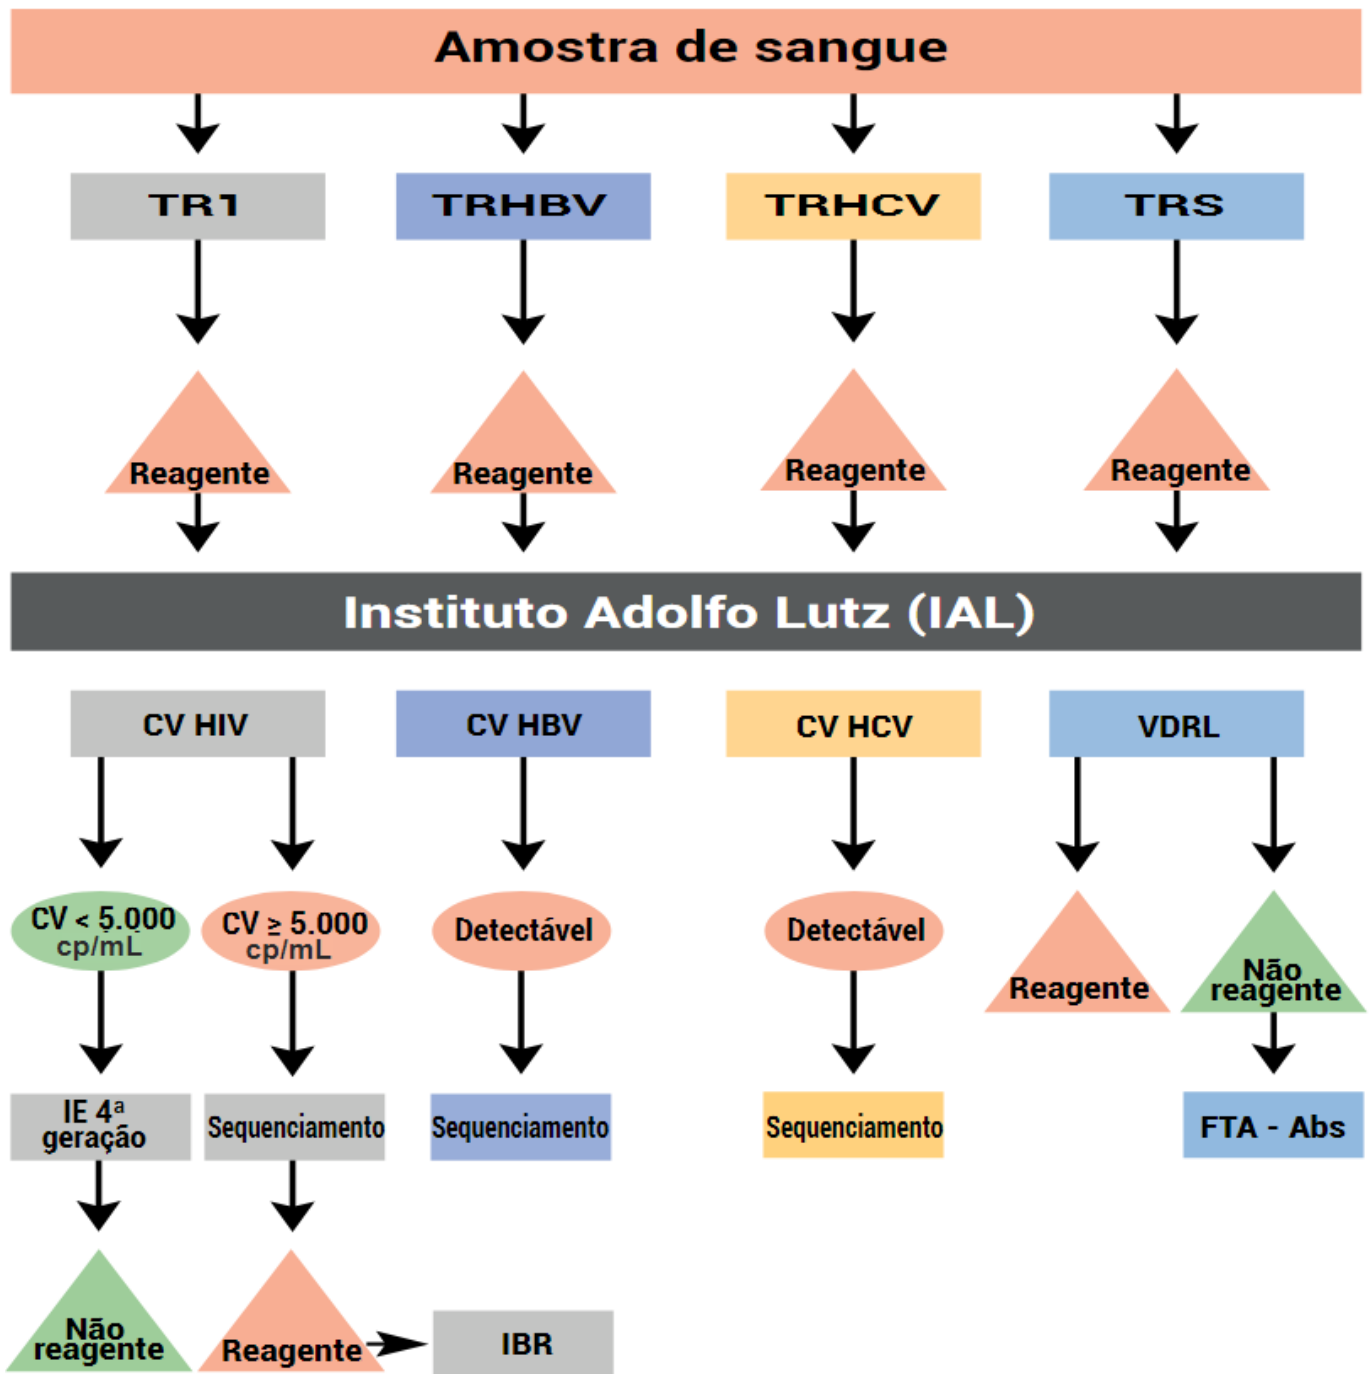 Amostra de sangue
TR1
TRHBV
TRHCV
TRS
Reagente
Reagente
Reagente
Reagente
Instituto Adolfo Lutz (IAL)
CV HIV
CV HBV
CV HCV
VDRL
CV < 5.000
cp/mL
CV ≥ 5.000
cp/mL
Detectável
Detectável
Reagente
Não
reagente
IE 4ª
geração
Sequenciamento
Sequenciamento
Sequenciamento
FTA - Abs
Não
reagente
Reagente
IBR